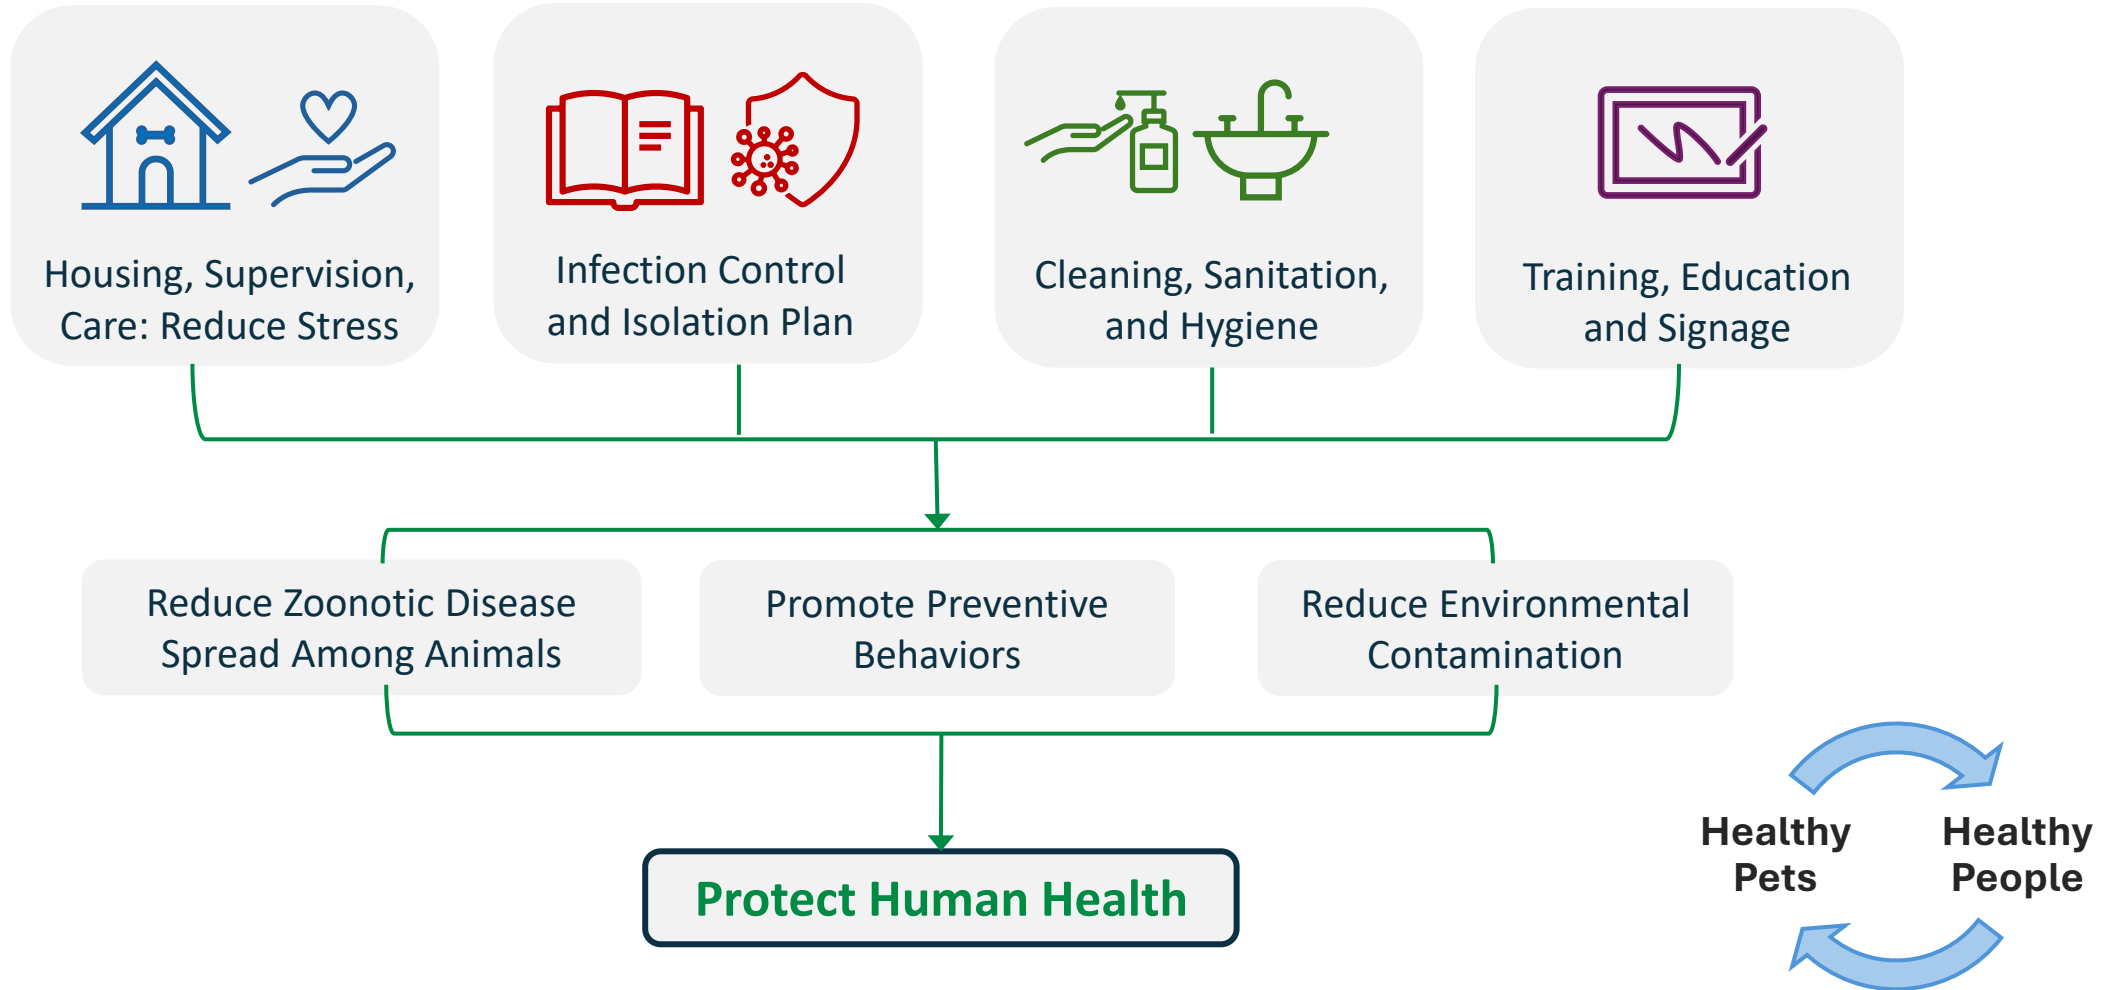 Housing, Supervision,
Care: Reduce Stress
Infection Control
and Isolation Plan
Cleaning, Sanitation,
and Hygiene
Training, Education
and Signage
Reduce Zoonotic Disease
Spread Among Animals
Promote Preventive
Behaviors
Reduce Environmental
Contamination
Protect Human Health
Healthy
Pets
Healthy
People